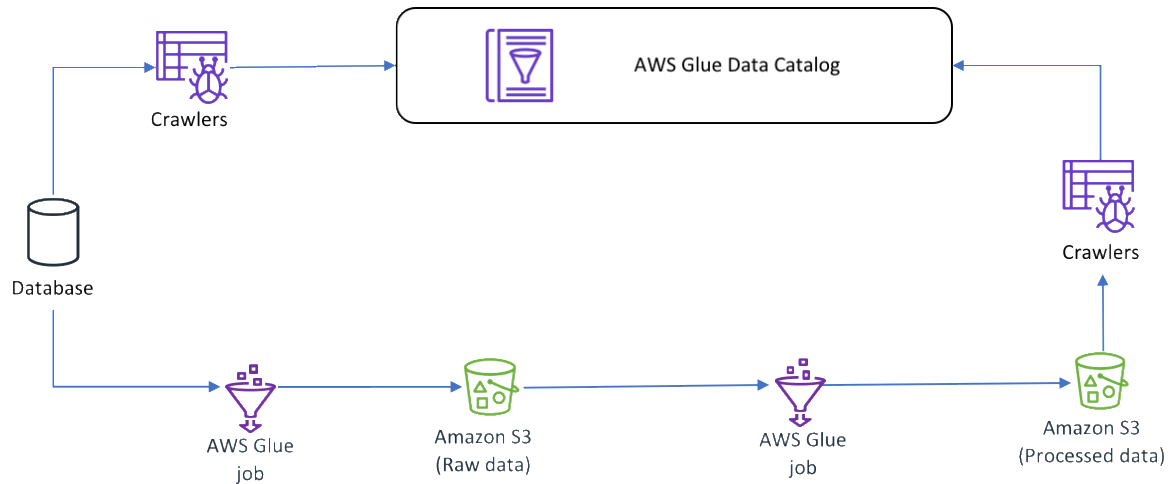 AWS Glue Data Catalog
Crawlers
Crawlers
Database
AWS Glue
job
Amazon S3
(Raw data)
AWS Glue
job
Amazon S3
(Processed data)